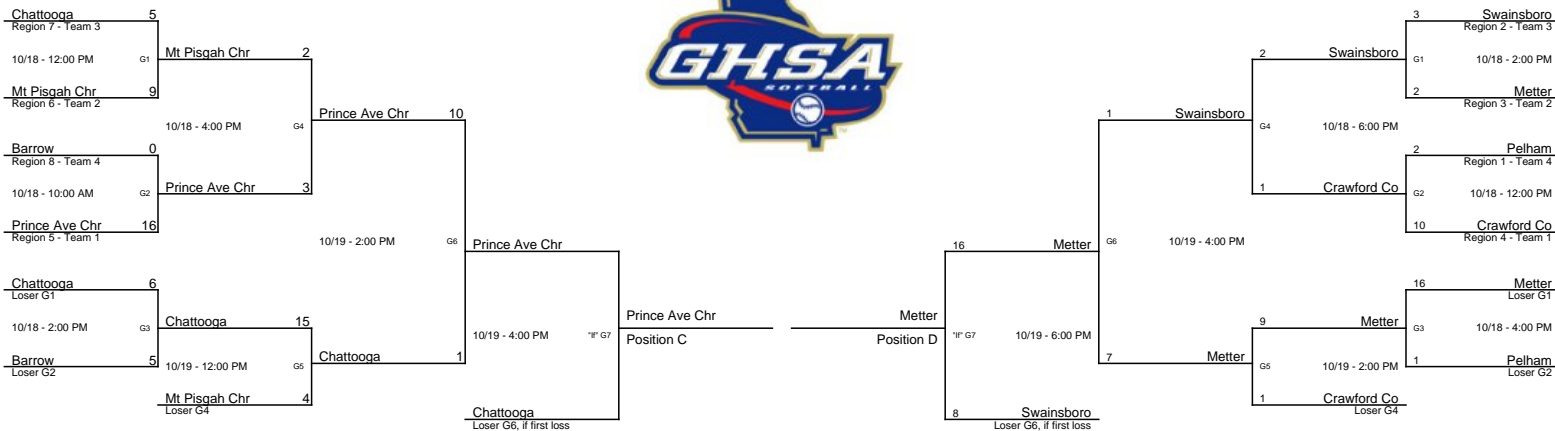 Chattooga 5
Region 7 - Team 3
10/18 - 12:00 PM G1
Mt Pisgah Chr 2
Mt Pisgah Chr 9
Region 6 - Team 2
10/18 - 4:00 PM G4
Prince Ave Chr 10
Barrow 0
Region 8 - Team 4
10/18 - 10:00 AM G2
Prince Ave Chr 3
Prince Ave Chr 16
Region 5 - Team 1
10/19 - 2:00 PM G6
Prince Ave Chr
Chattooga 6
Loser G1
10/18 - 2:00 PM G3
Chattooga 15
Barrow 5
Loser G2
10/19 - 12:00 PM G5
Chattooga 1
Mt Pisgah Chr 4
Loser G4
10/19 - 4:00 PM "If" G7
Prince Ave Chr
Position C
Chattooga
Loser G6, if first loss
GHSA
SOFTBALL
TM
3 Swainsboro
Region 2 - Team 3
2 Swainsboro
G1 10/18 - 2:00 PM
2 Metter
Region 3 - Team 2
1 Swainsboro
G4 10/18 - 6:00 PM
2 Pelham
Region 1 - Team 4
1 Crawford Co
G2 10/18 - 12:00 PM
10 Crawford Co
Region 4 - Team 1
16 Metter
G6 10/19 - 4:00 PM
16 Metter
Loser G1
9 Metter
G3 10/18 - 4:00 PM
1 Pelham
Loser G2
7 Metter
G5 10/19 - 2:00 PM
1 Crawford Co
Loser G4
Metter
Position D
"If" G7 10/19 - 6:00 PM
8 Swainsboro
Loser G6, if first loss